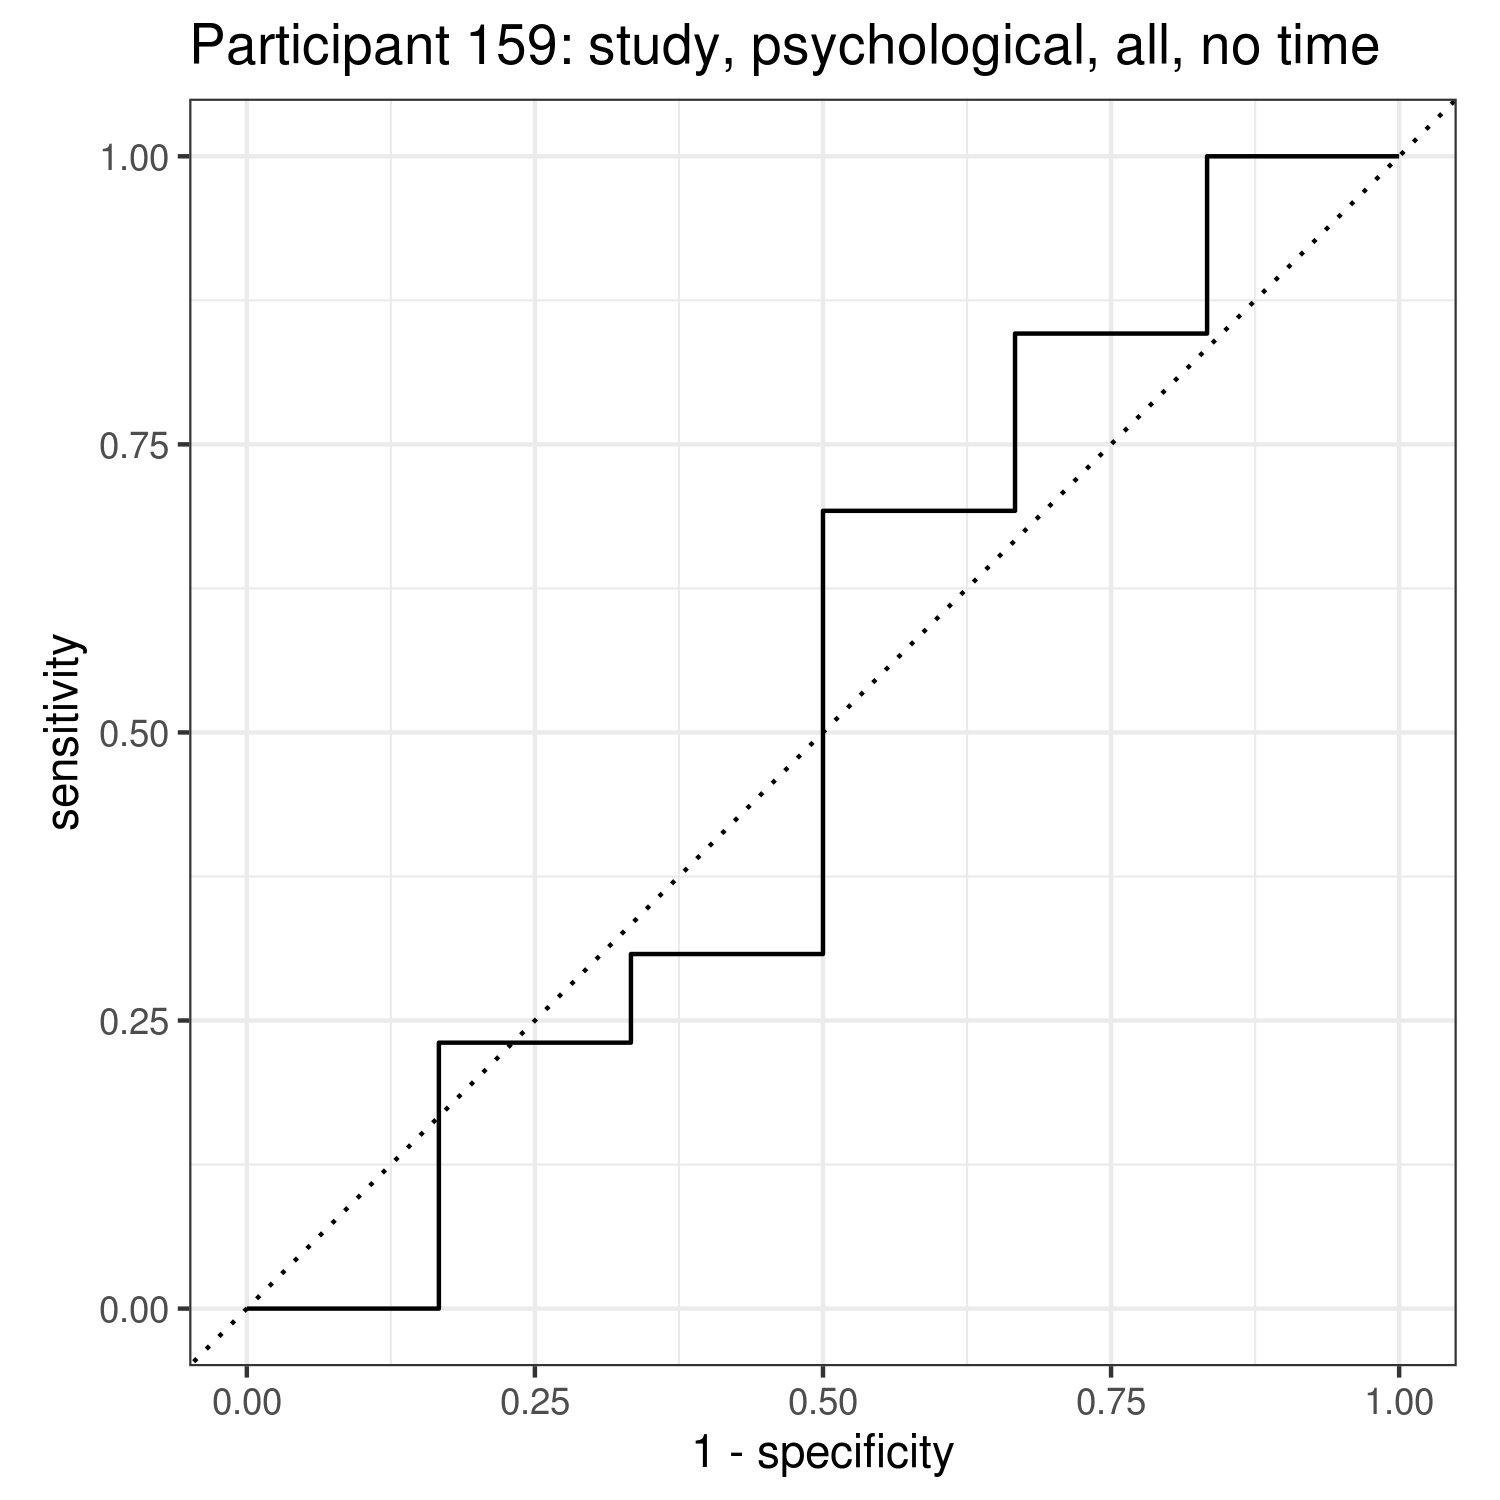 Participant 159: study, psychological, all, no time
1.00
0.75
0.50
0.25
0.00
sensitivity
0.00 0.25 0.50 0.75 1.00
1 - specificity